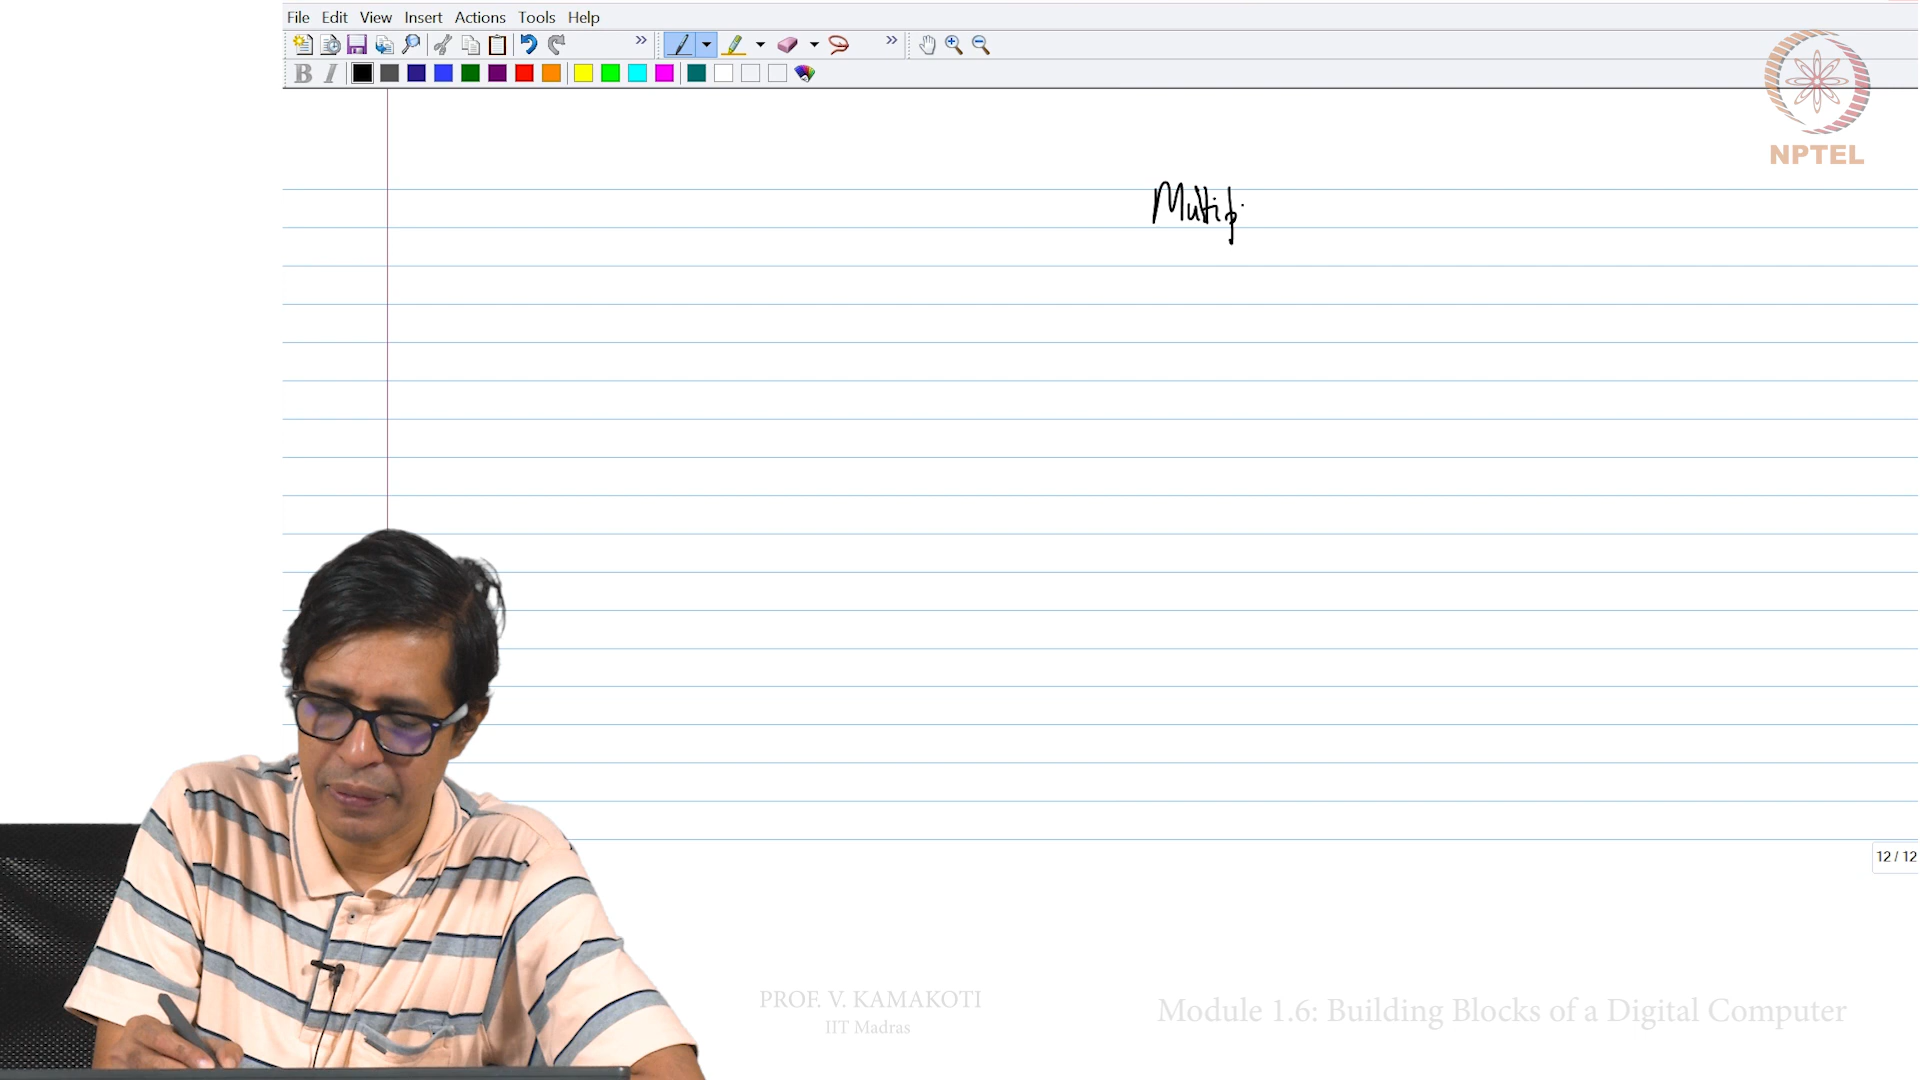 File Edit View Insert Actions Tools Help
B I
NPTEL
12 / 12
PROF. V. KAMAKOTI
IIT Madras
Module 1.6: Building Blocks of a Digital Computer